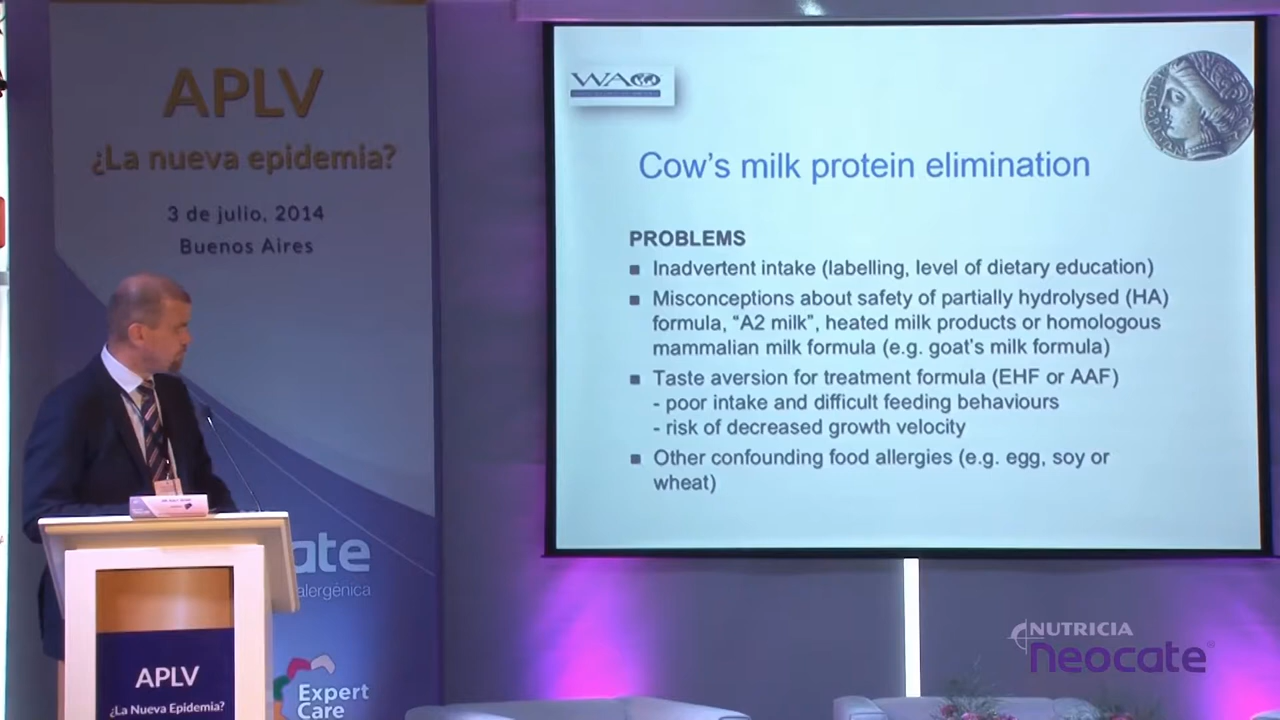 APLV
¿La nueva epidemia?
3 de julio, 2014
Buenos Aires
ate
alergénica
Expert
Care
APLV
¿La Nueva Epidemia?
WAO
Cow's milk protein elimination
PROBLEMS
■ Inadvertent intake (labelling, level of dietary education)
■ Misconceptions about safety of partially hydrolysed (HA)
formula, “A2 milk”, heated milk products or homologous
mammalian milk formula (e.g. goat's milk formula)
■ Taste aversion for treatment formula (EHF or AAF)
- poor intake and difficult feeding behaviours
- risk of decreased growth velocity
■ Other confounding food allergies (e.g. egg, soy or
wheat)
NUTRICIA
neocate